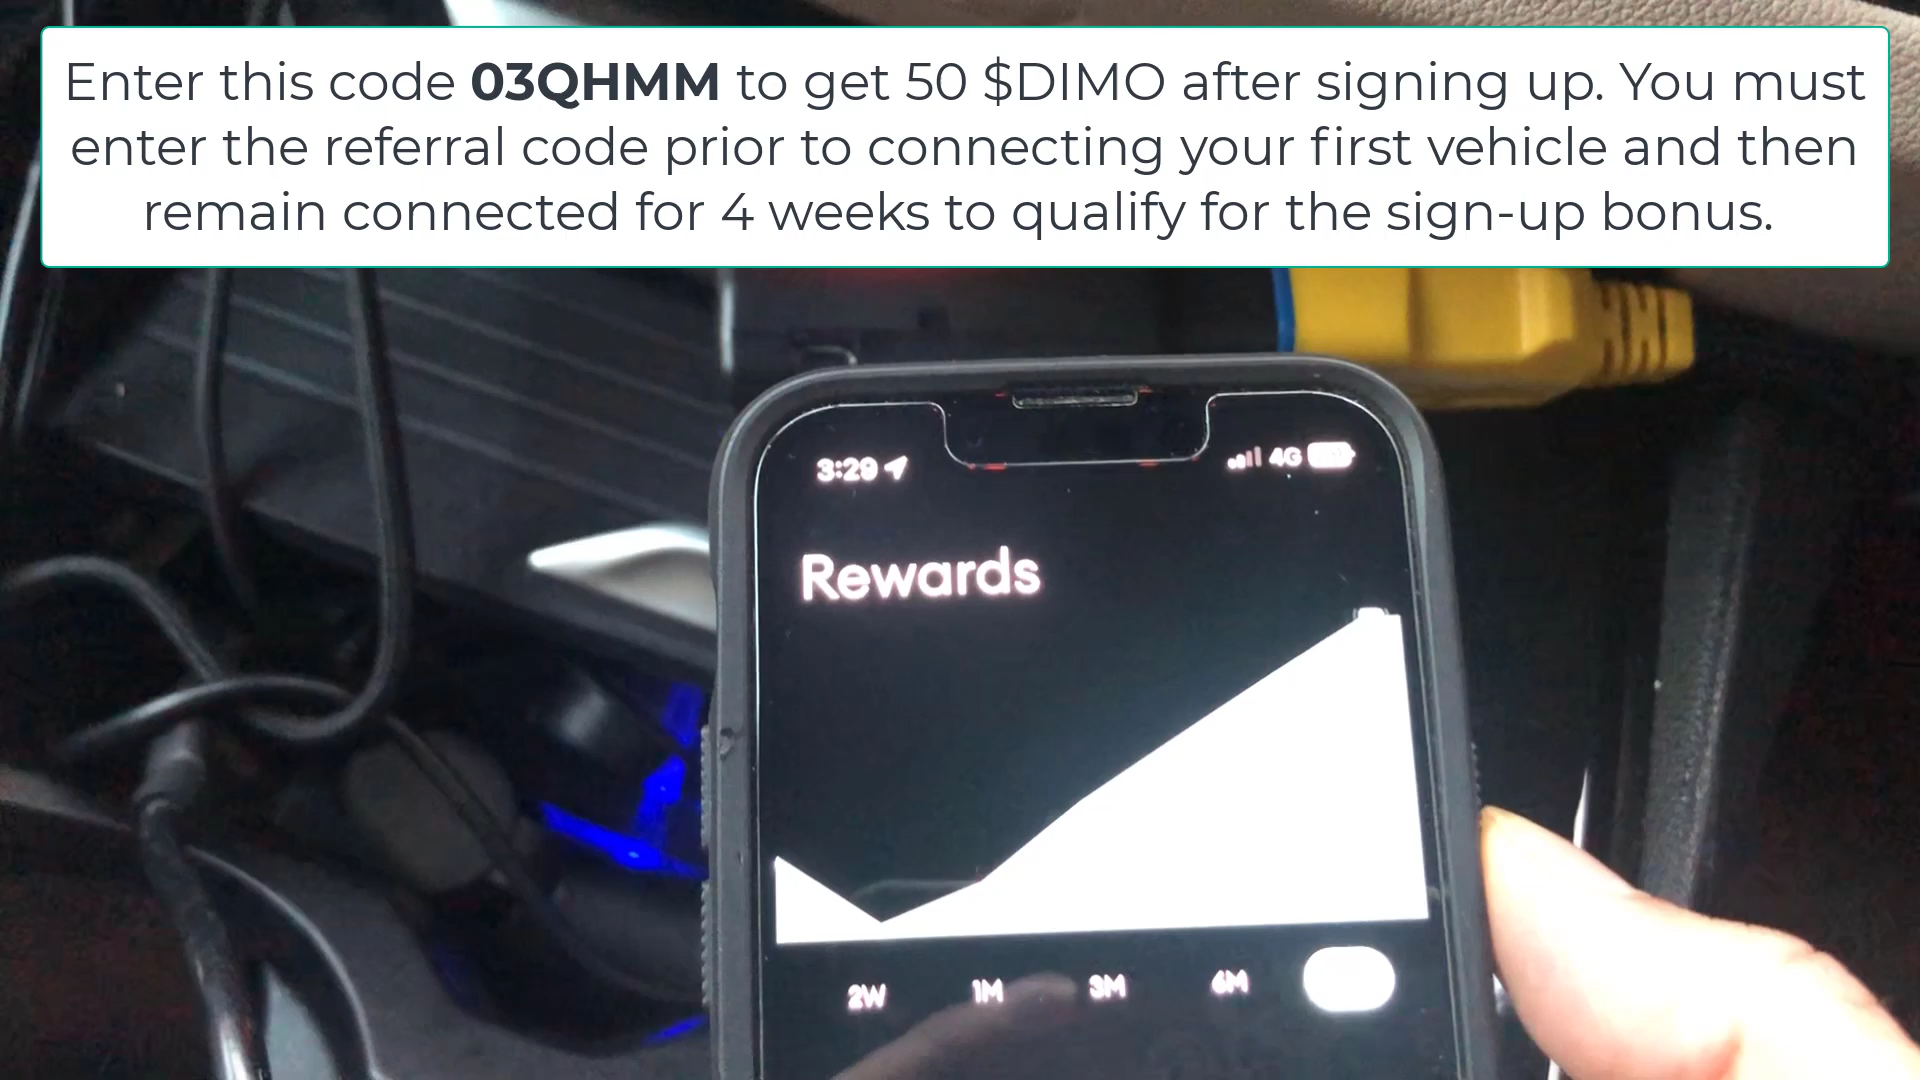 Enter this code 03QHMM to get 50 $DIMO after signing up. You must
enter the referral code prior to connecting your first vehicle and then
remain connected for 4 weeks to qualify for the sign-up bonus.
3:29 4G
Rewards
2W 1M 3M 6M